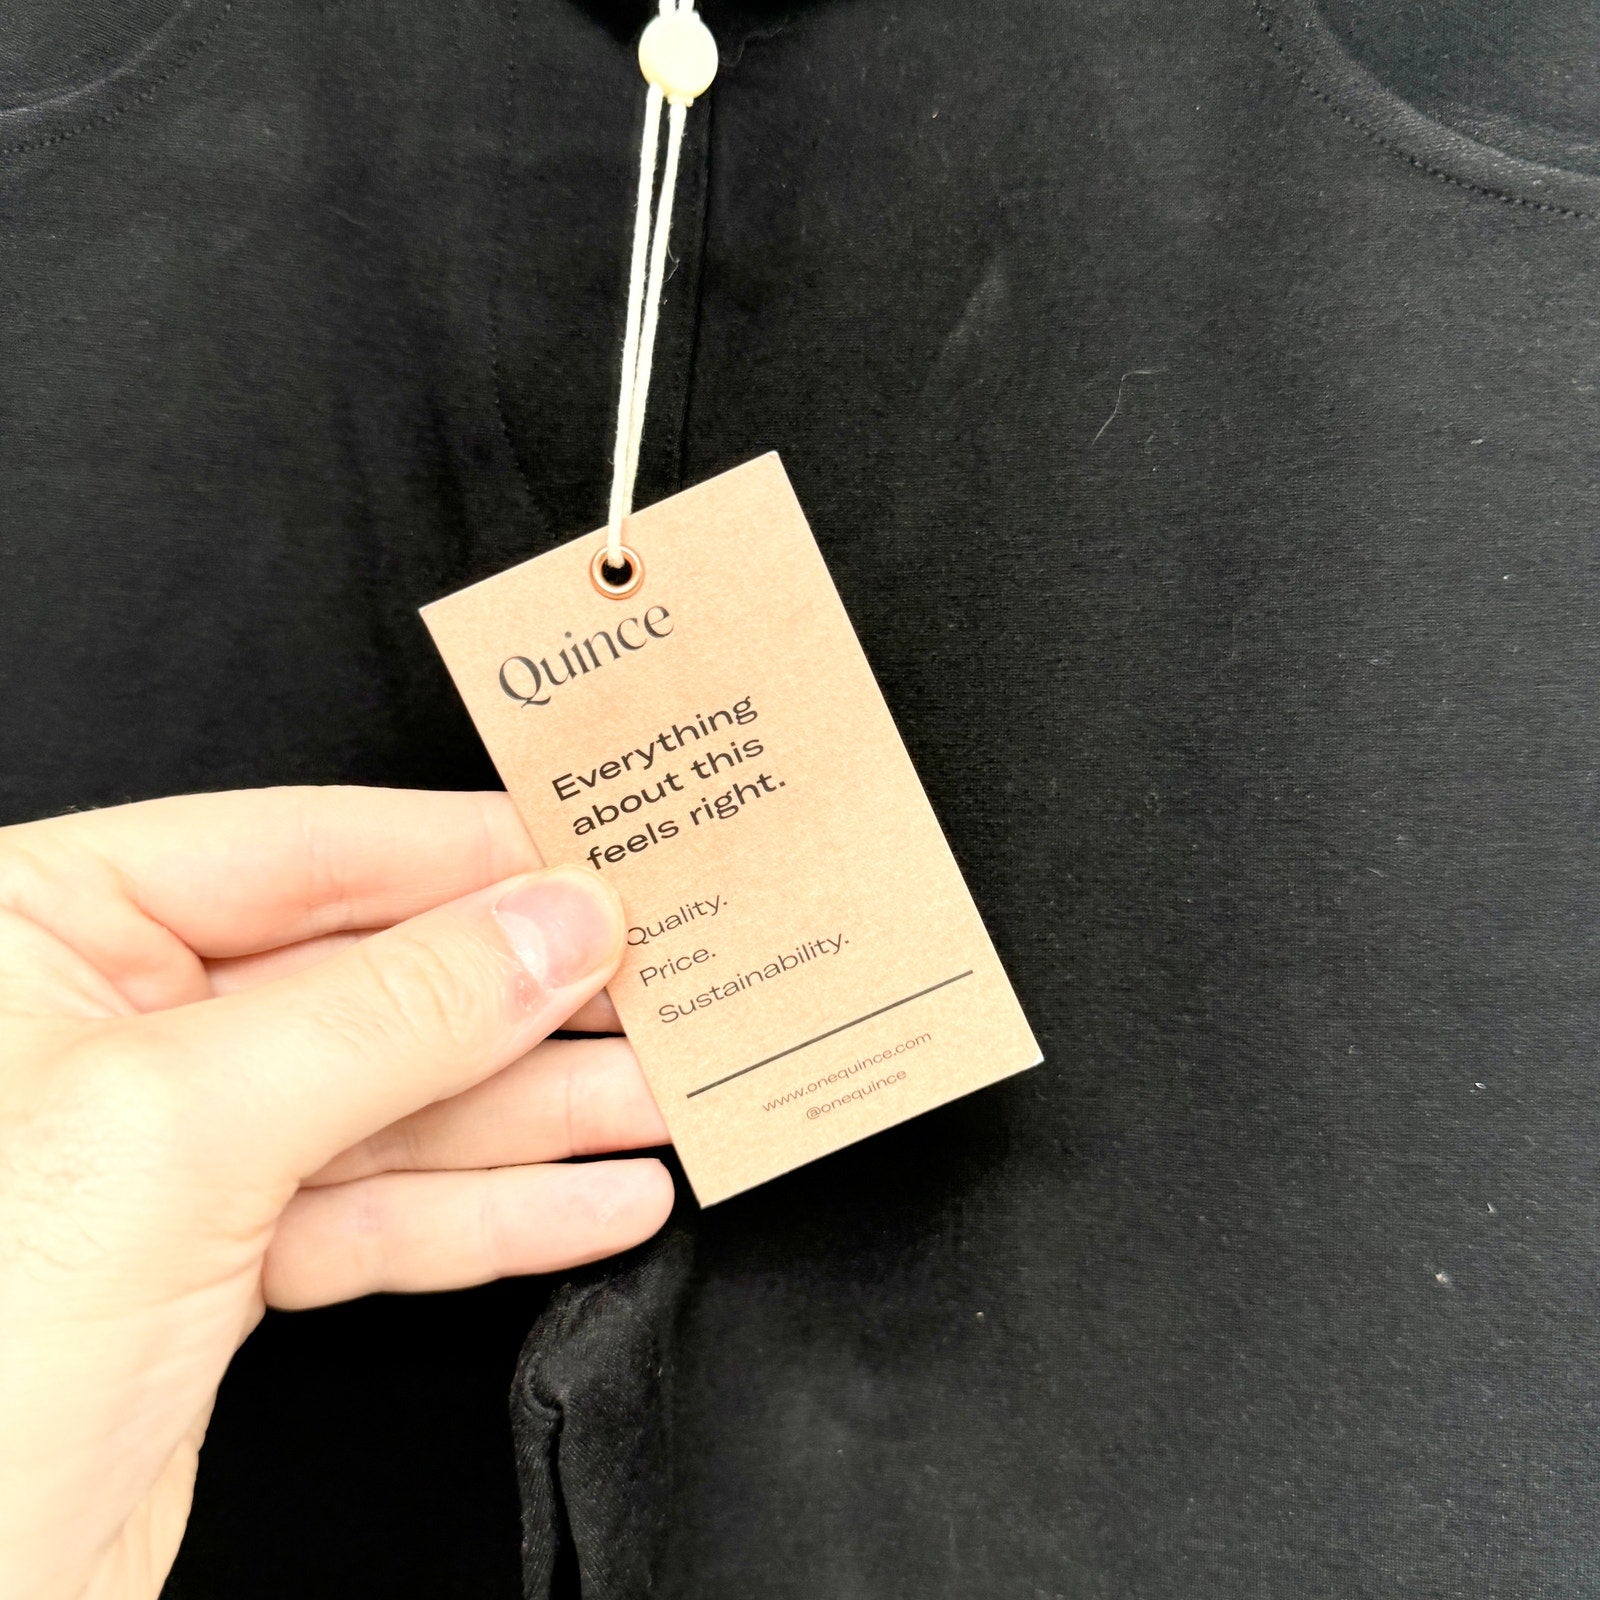 Quince
Everything
about this
feels right.
Quality.
Price.
Sustainability.
www.onequince.com
@onequince